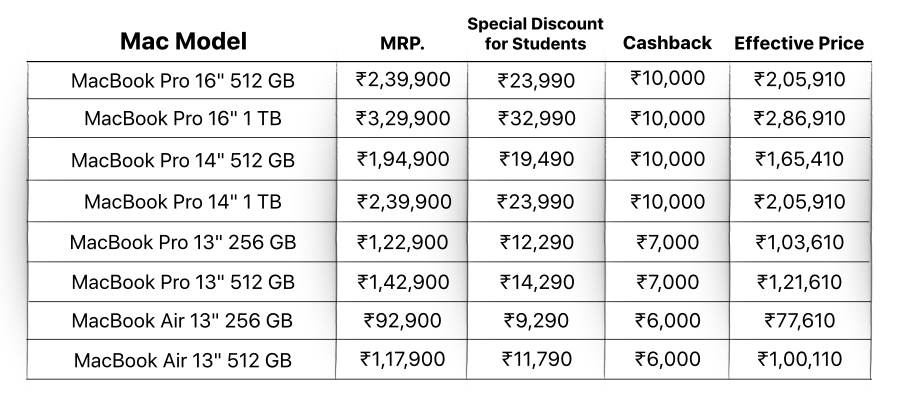 Mac Model MRP. Special Discount for Students Cashback Effective Price
MacBook Pro 16" 512 GB ₹2,39,900 ₹23,990 ₹10,000 ₹2,05,910
MacBook Pro 16" 1 TB ₹3,29,900 ₹32,990 ₹10,000 ₹2,86,910
MacBook Pro 14" 512 GB ₹1,94,900 ₹19,490 ₹10,000 ₹1,65,410
MacBook Pro 14" 1 TB ₹2,39,900 ₹23,990 ₹10,000 ₹2,05,910
MacBook Pro 13" 256 GB ₹1,22,900 ₹12,290 ₹7,000 ₹1,03,610
MacBook Pro 13" 512 GB ₹1,42,900 ₹14,290 ₹7,000 ₹1,21,610
MacBook Air 13" 256 GB ₹92,900 ₹9,290 ₹6,000 ₹77,610
MacBook Air 13" 512 GB ₹1,17,900 ₹11,790 ₹6,000 ₹1,00,110